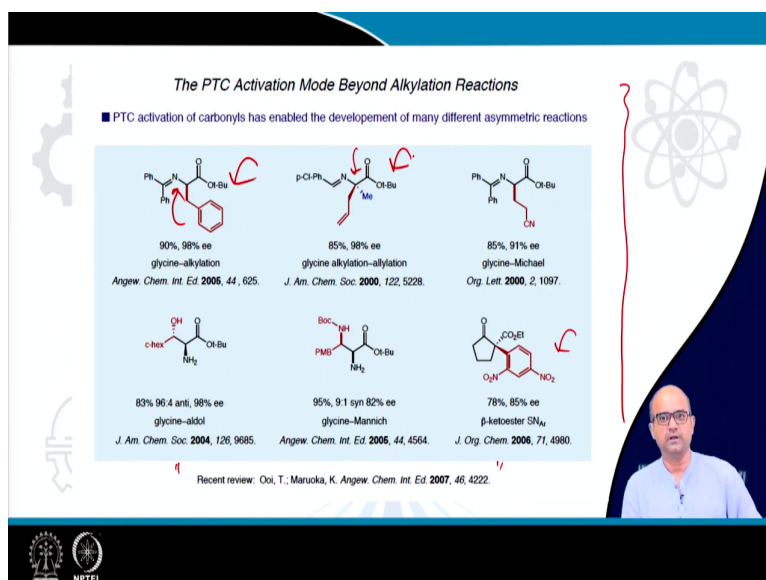 The PTC Activation Mode Beyond Alkylation Reactions
PTC activation of carbonyls has enabled the developement of many different asymmetric reactions
Ph
N
O
Ot-Bu
Ph
90%, 98% ee
glycine–alkylation
Angew. Chem. Int. Ed. 2005, 44, 625.
p-Cl-Ph
N
O
Ot-Bu
Me
85%, 98% ee
glycine alkylation–allylation
J. Am. Chem. Soc. 2000, 122, 5228.
Ph
N
O
Ot-Bu
Ph
CN
85%, 91% ee
glycine–Michael
Org. Lett. 2000, 2, 1097.
OH
O
c-hex
Ot-Bu
NH2
83% 96:4 anti, 98% ee
glycine–aldol
J. Am. Chem. Soc. 2004, 126, 9685.
Boc
NH
O
PMB
Ot-Bu
NH2
95%, 9:1 syn 82% ee
glycine–Mannich
Angew. Chem. Int. Ed. 2005, 44, 4564.
O
CO2Et
O2N
NO2
78%, 85% ee
β-ketoester SNAr
J. Org. Chem. 2006, 71, 4980.
Recent review: Ooi, T.; Maruoka, K. Angew. Chem. Int. Ed. 2007, 46, 4222.
NPTEL